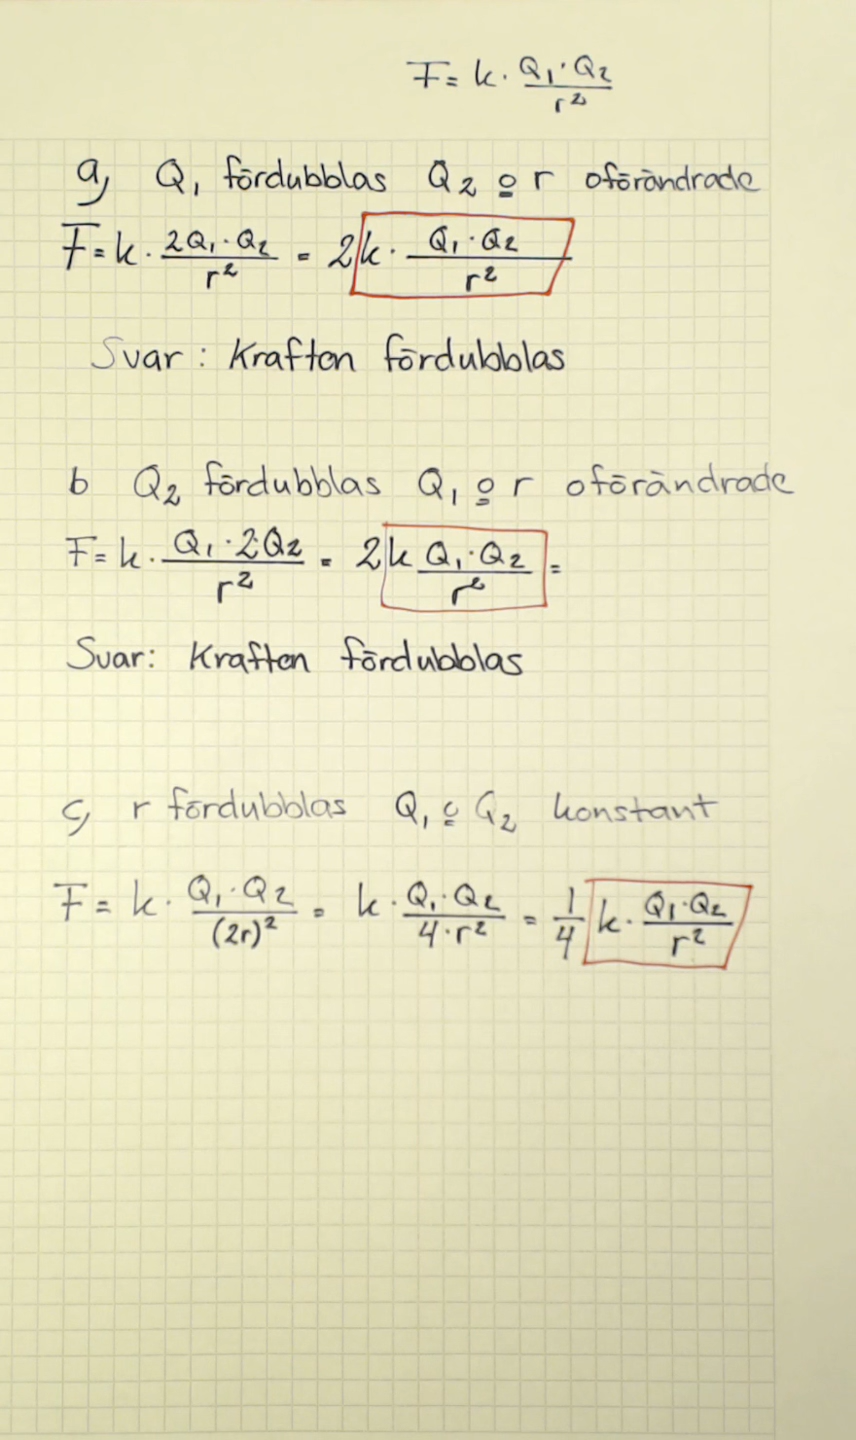 F = k · Q₁·Q₂ / r²
a) Q₁ fördubblas Q₂ o r oförändrade
F = k · 2Q₁·Q₂ / r² = 2k · Q₁·Q₂ / r²
Svar: Kraften fördubblas
b Q₂ fördubblas Q₁ o r oförändrade
F = k · Q₁·2Q₂ / r² = 2k Q₁·Q₂ / r² =
Svar: Kraften fördubblas
c) r fördubblas Q₁ o Q₂ konstant
F = k · Q₁·Q₂ / (2r)² = k · Q₁·Q₂ / 4·r² = 1/4 k · Q₁·Q₂ / r²